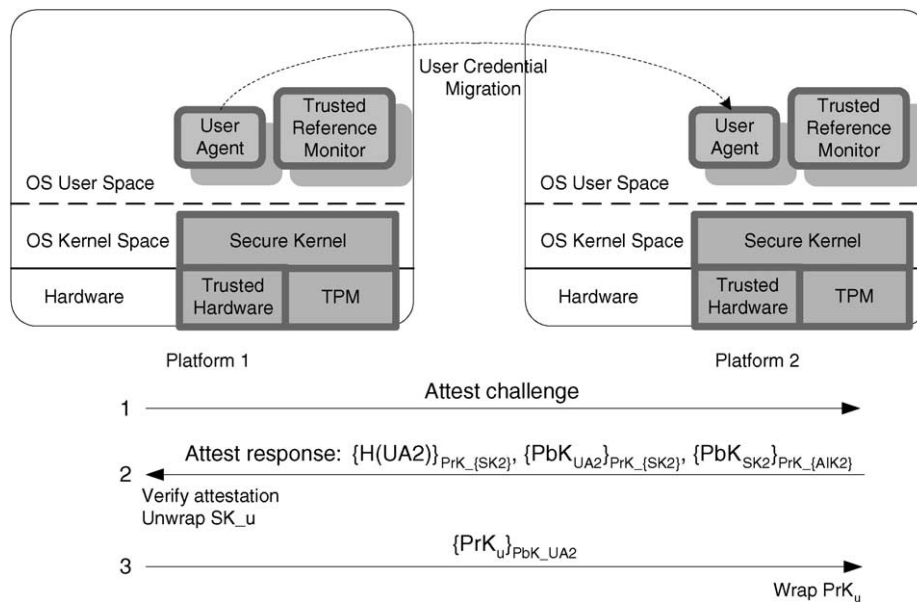 User Credential
Migration
User
Agent
Trusted
Reference
Monitor
OS User Space
OS Kernel Space
Secure Kernel
Hardware
Trusted
Hardware
TPM
Platform 1
User
Agent
Trusted
Reference
Monitor
OS User Space
OS Kernel Space
Secure Kernel
Hardware
Trusted
Hardware
TPM
Platform 2
1
Attest challenge
Attest response: {H(UA2)}PrK_{SK2}, {PbKUA2}PrK_{SK2}, {PbKSK2}PrK_{AIK2}
2
Verify attestation
Unwrap SK_u
{PrKu}PbK_UA2
3
Wrap PrKu